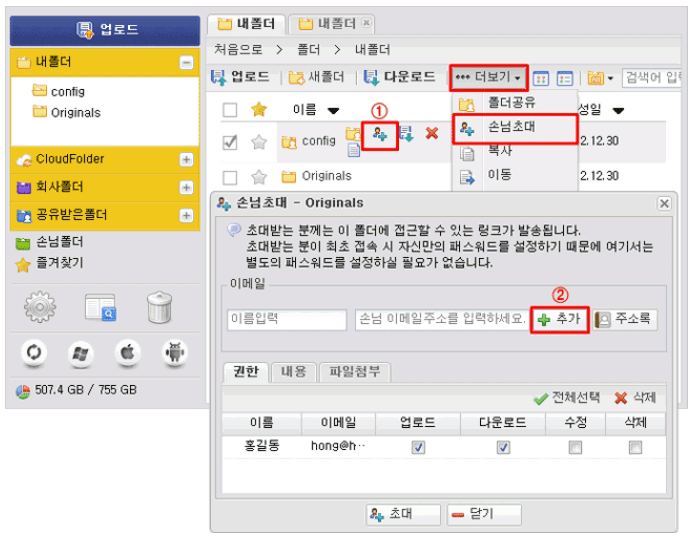 업로드
내폴더
config
Originals
CloudFolder
회사폴더
공유받은폴더
손님폴더
즐겨찾기
507.4 GB / 755 GB
내폴더 내폴더
처음으로 > 폴더 > 내폴더
업로드 새폴더 다운로드 더보기 검색어 입
이름 ① 성일
config 2.12.30
Originals 2.12.30
폴더공유
손님초대
복사
이동
손님초대 - Originals
초대받는 분께는 이 폴더에 접근할 수 있는 링크가 발송됩니다.
초대받는 분이 최초 접속 시 자신만의 패스워드를 설정하기 때문에 여기서는
별도의 패스워드를 설정하실 필요가 없습니다.
이메일
②
이름입력 손님 이메일주소를 입력하세요. 추가 주소록
권한 내용 파일첨부
전체선택 삭제
이름 이메일 업로드 다운로드 수정 삭제
홍길동 hong@h···
초대 닫기